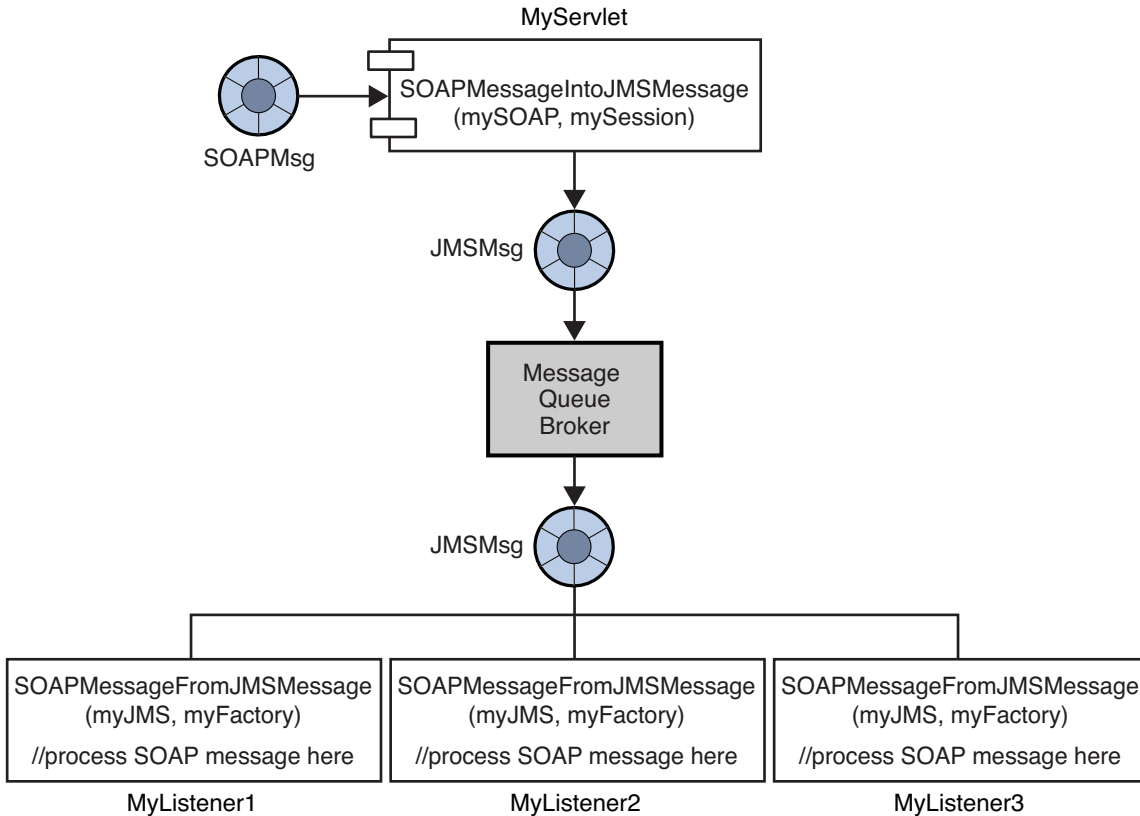 MyServlet
SOAPMessageIntoJMSMessage
(mySOAP, mySession)
SOAPMsg
JMSMsg
Message
Queue
Broker
JMSMsg
SOAPMessageFromJMSMessage
(myJMS, myFactory)
//process SOAP message here
MyListener1
SOAPMessageFromJMSMessage
(myJMS, myFactory)
//process SOAP message here
MyListener2
SOAPMessageFromJMSMessage
(myJMS, myFactory)
//process SOAP message here
MyListener3